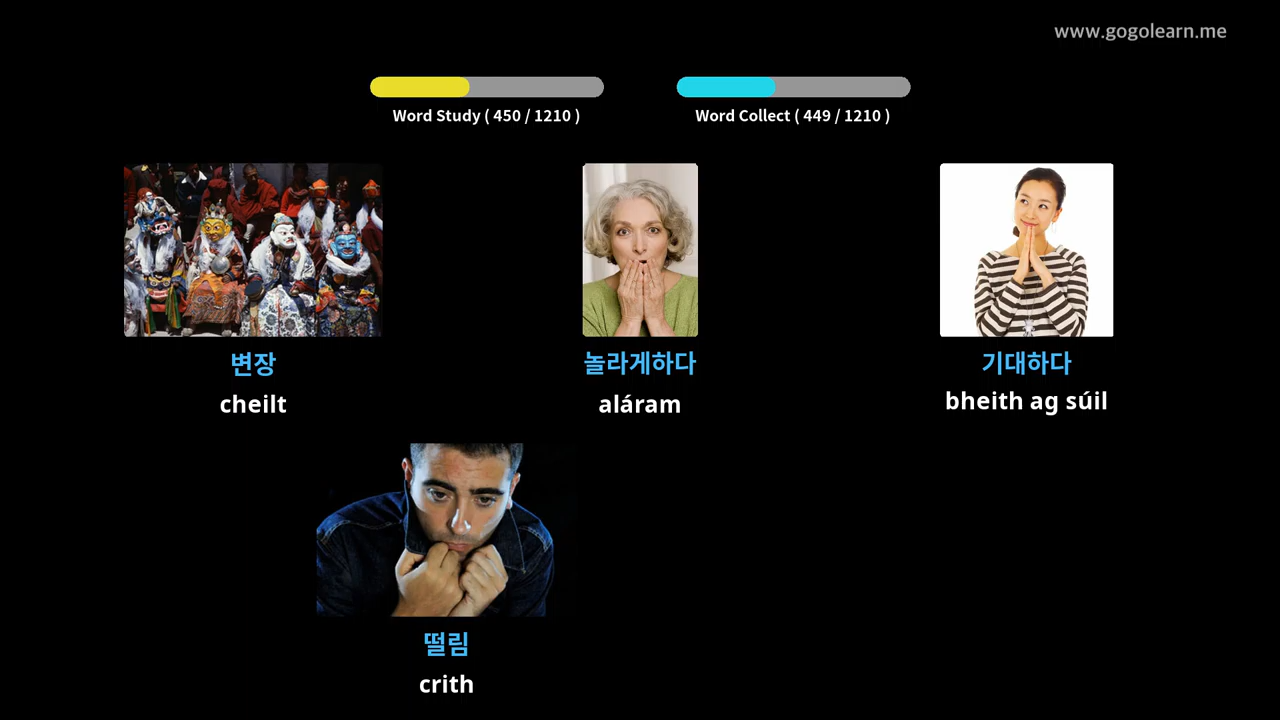 www.gogolearn.me
Word Study ( 450 / 1210 )
Word Collect ( 449 / 1210 )
변장
cheilt
놀라게하다
aláram
기대하다
bheith ag súil
떨림
crith